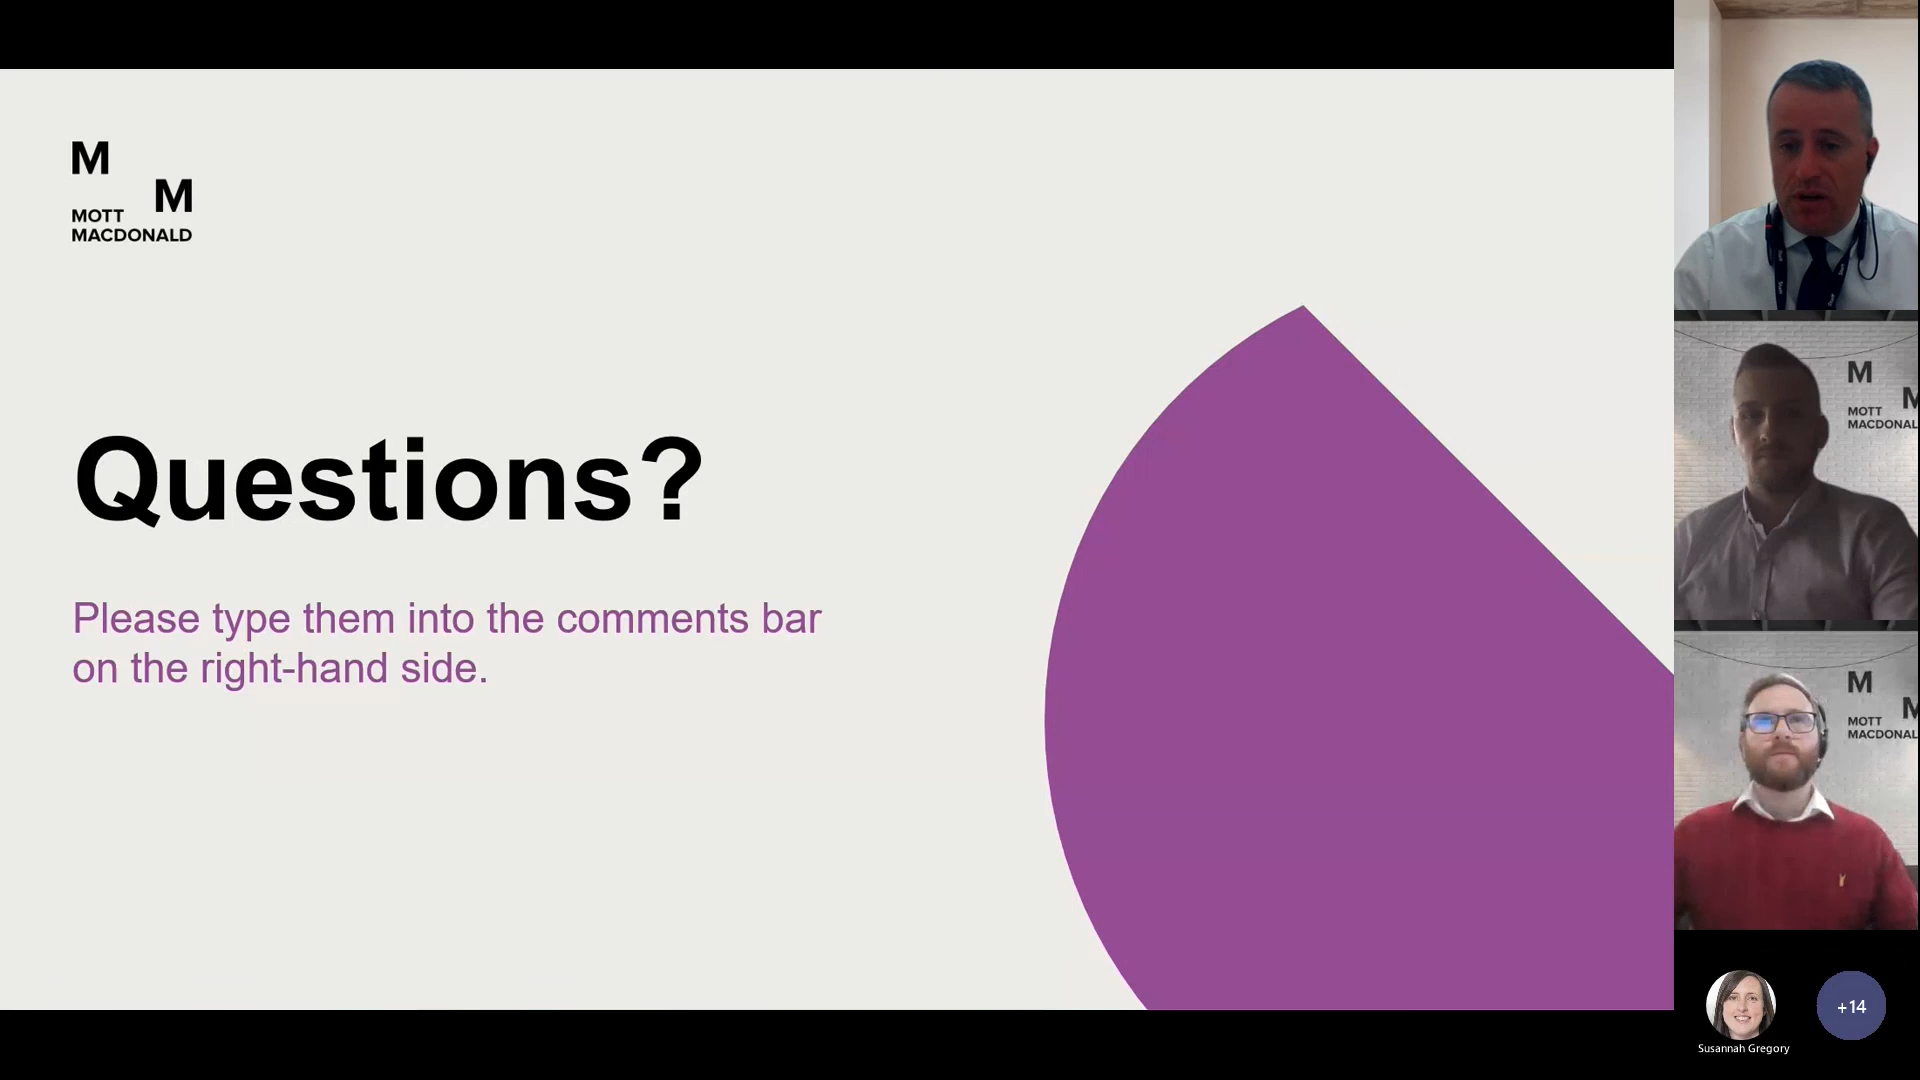 M
M
MOTT
MACDONALD
Questions?
Please type them into the comments bar
on the right-hand side.
M
M
MOTT
MACDONAL
M
M
MOTT
MACDONAL
Susannah Gregory
+14